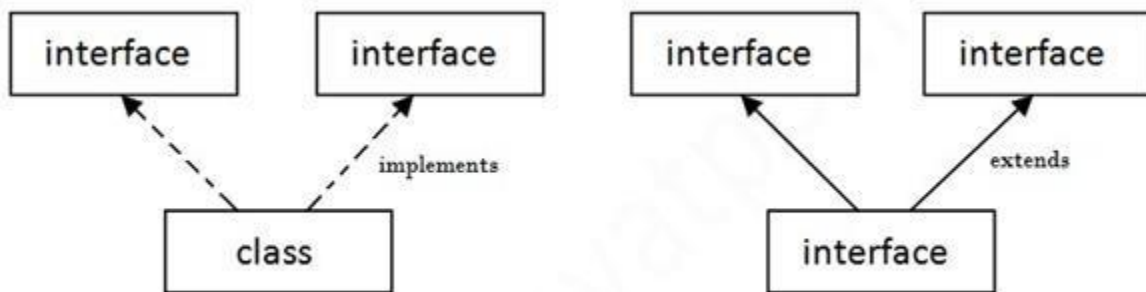 interface interface interface interface
implements extends
class interface